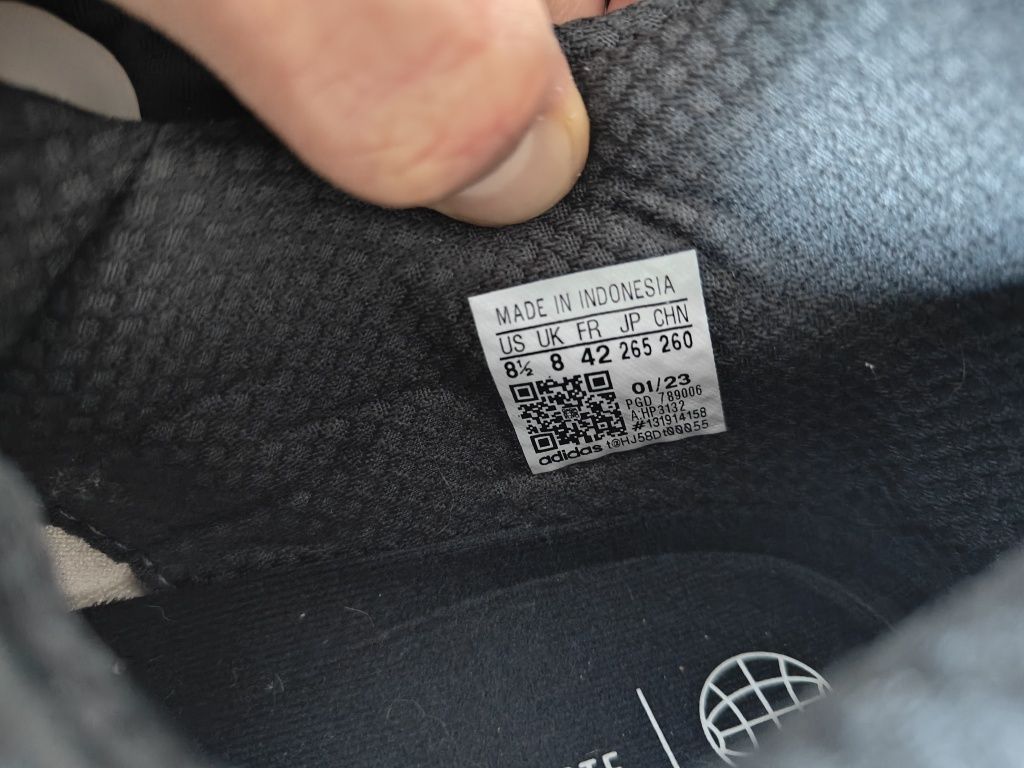 MADE IN INDONESIA
US UK FR JP CHN
8½ 8 42 265 260
01/23
PGD 789006
A.HP3132
#131914158
adidas t@HJ58Dt00055